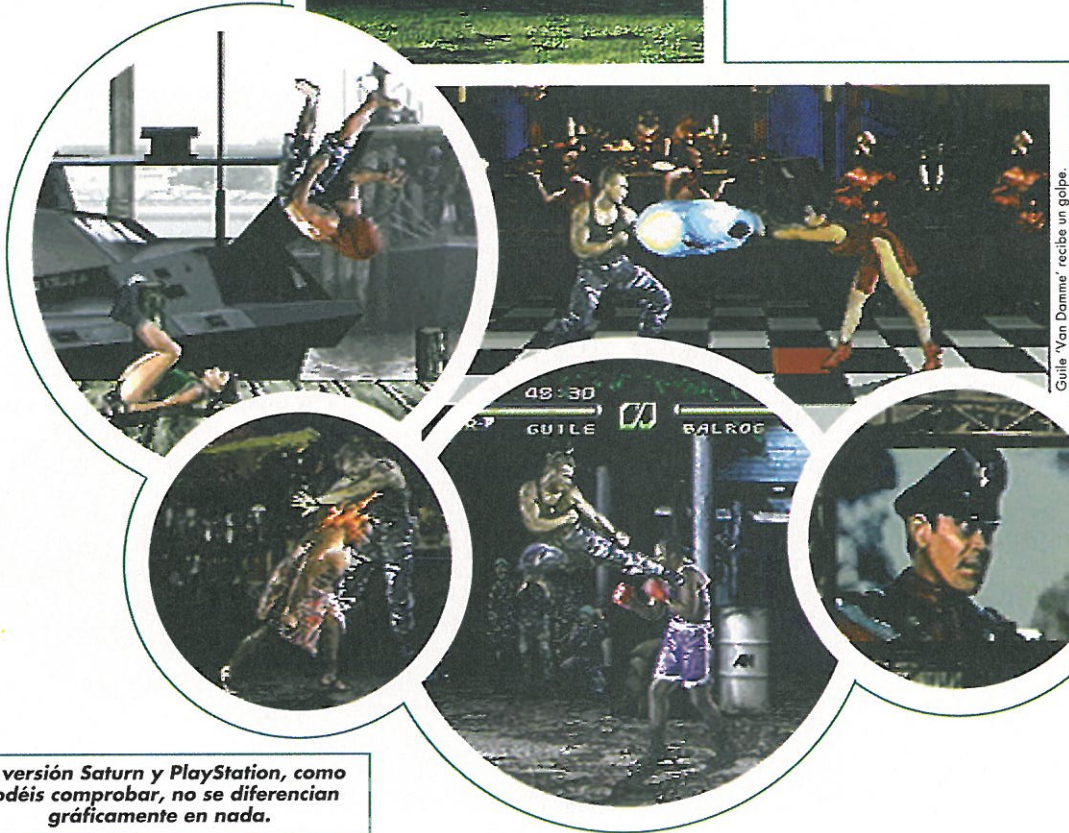 Guile 'Van Damme' recibe un golpe.
48:30
GUILE
BALROG
versión Saturn y PlayStation, como
odéis comprobar, no se diferencian
gráficamente en nada.